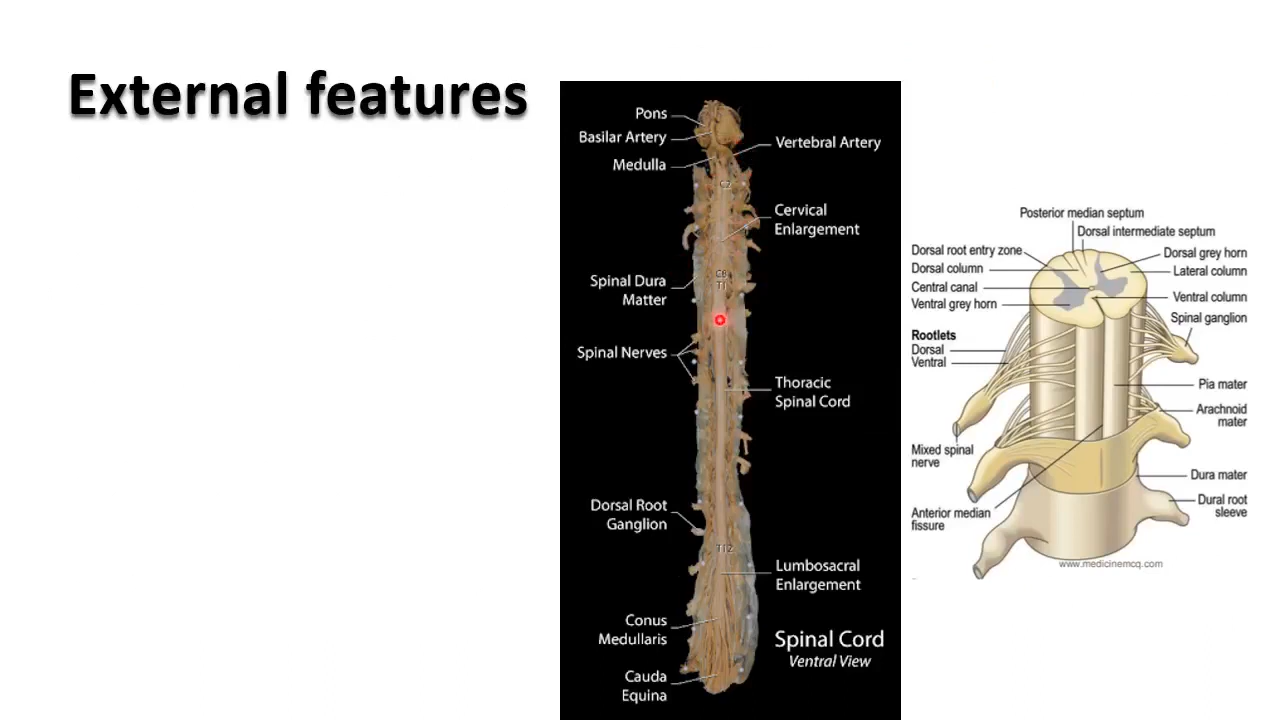 External features
Pons
Basilar Artery
Medulla
Vertebral Artery
C2
Cervical
Enlargement
Spinal Dura
Matter
C8
T1
Spinal Nerves
Thoracic
Spinal Cord
Dorsal Root
Ganglion
T12
Lumbosacral
Enlargement
Conus
Medullaris
Spinal Cord
Ventral View
Cauda
Equina
Posterior median septum
Dorsal intermediate septum
Dorsal root entry zone
Dorsal grey horn
Dorsal column
Lateral column
Central canal
Ventral column
Ventral grey horn
Spinal ganglion
Rootlets
Dorsal
Ventral
Pia mater
Arachnoid
mater
Mixed spinal
nerve
Dura mater
Dural root
sleeve
Anterior median
fissure
www.medicinemcq.com